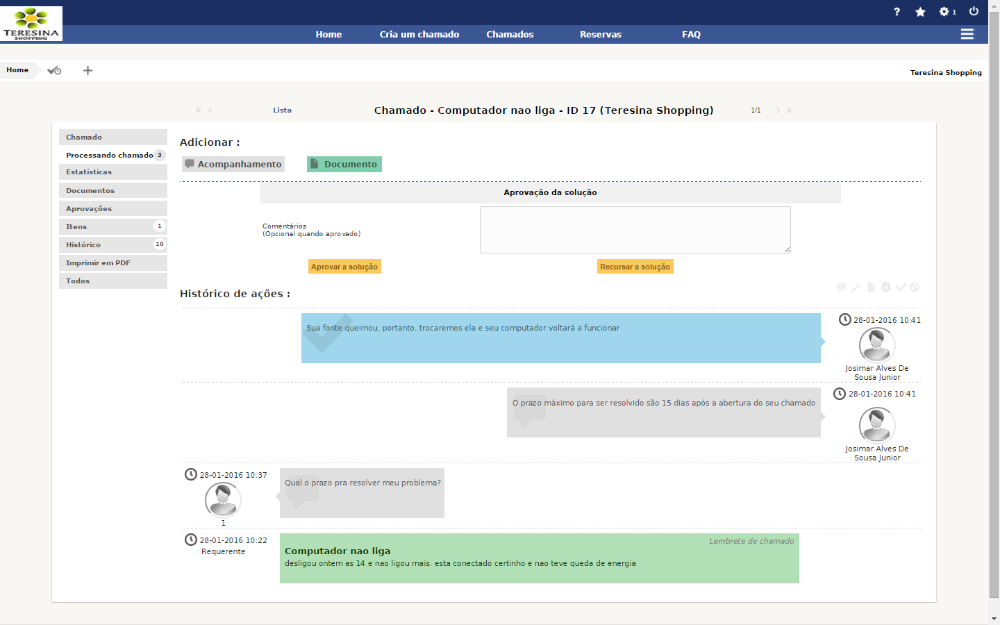 TERESINA
SHOPPING
? 1
Home Cria um chamado Chamados Reservas FAQ
Home
Teresina Shopping
Lista Chamado - Computador nao liga - ID 17 (Teresina Shopping) 1/1
Chamado
Processando chamado 3
Estatísticas
Documentos
Aprovações
Itens 1
Histórico 10
Imprimir em PDF
Todos
Adicionar :
Acompanhamento Documento
Aprovação da solução
Comentários
(Opcional quando aprovado)
Aprovar a solução Recursar a solução
Histórico de ações :
Sua fonte queimou, portanto, trocaremos ela e seu computador voltará a funcionar
28-01-2016 10:41
Josimar Alves De
Sousa Junior
O prazo máximo para ser resolvido são 15 dias após a abertura do seu chamado.
28-01-2016 10:41
Josimar Alves De
Sousa Junior
28-01-2016 10:37
1
Qual o prazo pra resolver meu problema?
28-01-2016 10:22
Requerente
Lembrete de chamado
Computador nao liga
desligou ontem as 14 e nao ligou mais. esta conectado certinho e nao teve queda de energia